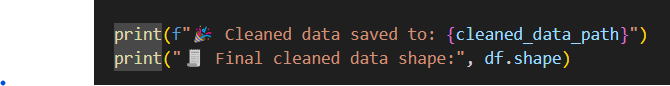 print(f"🎉 Cleaned data saved to: {cleaned_data_path}")
print("🧾 Final cleaned data shape:", df.shape)